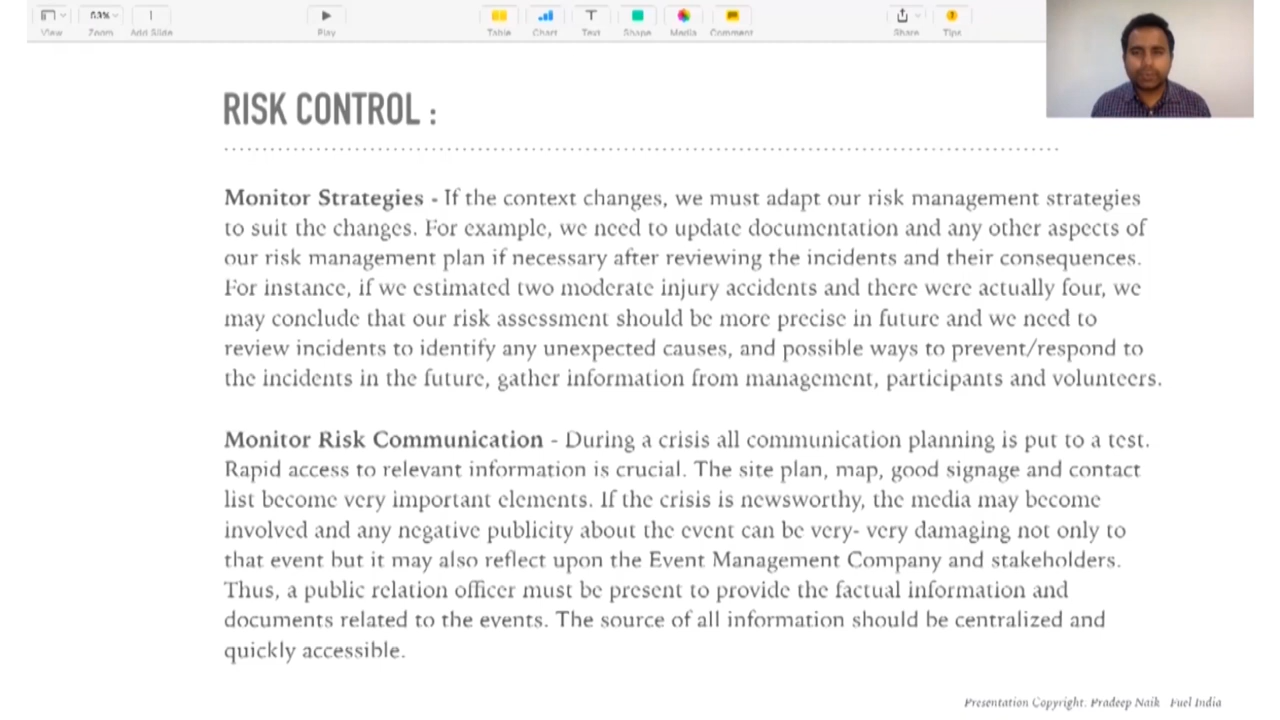 View
Zoom
Add Slide
Play
Table
Chart
Text
Shape
Media
Comment
Share
Tips
RISK CONTROL :
Monitor Strategies - If the context changes, we must adapt our risk management strategies
to suit the changes. For example, we need to update documentation and any other aspects of
our risk management plan if necessary after reviewing the incidents and their consequences.
For instance, if we estimated two moderate injury accidents and there were actually four, we
may conclude that our risk assessment should be more precise in future and we need to
review incidents to identify any unexpected causes, and possible ways to prevent/respond to
the incidents in the future, gather information from management, participants and volunteers.
Monitor Risk Communication - During a crisis all communication planning is put to a test.
Rapid access to relevant information is crucial. The site plan, map, good signage and contact
list become very important elements. If the crisis is newsworthy, the media may become
involved and any negative publicity about the event can be very- very damaging not only to
that event but it may also reflect upon the Event Management Company and stakeholders.
Thus, a public relation officer must be present to provide the factual information and
documents related to the events. The source of all information should be centralized and
quickly accessible.
Presentation Copyright. Pradeep Naik Fuel India